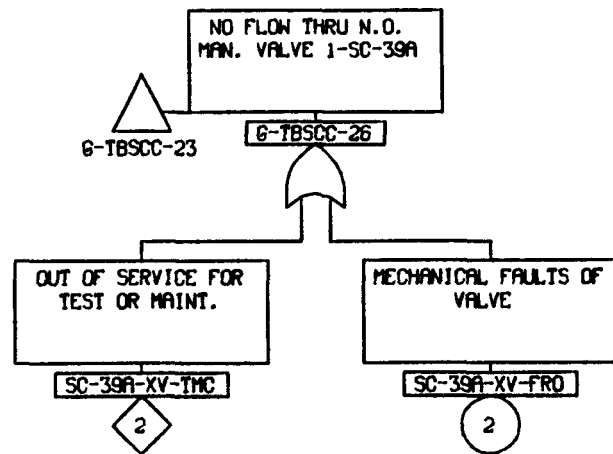 NO FLOW THRU N.O.
MAN. VALVE 1-SC-39A
G-TBSCC-23
G-TBSCC-26
OUT OF SERVICE FOR
TEST OR MAINT.
SC-39A-XV-TMC
2
MECHANICAL FAULTS OF
VALVE
SC-39A-XV-FRO
2